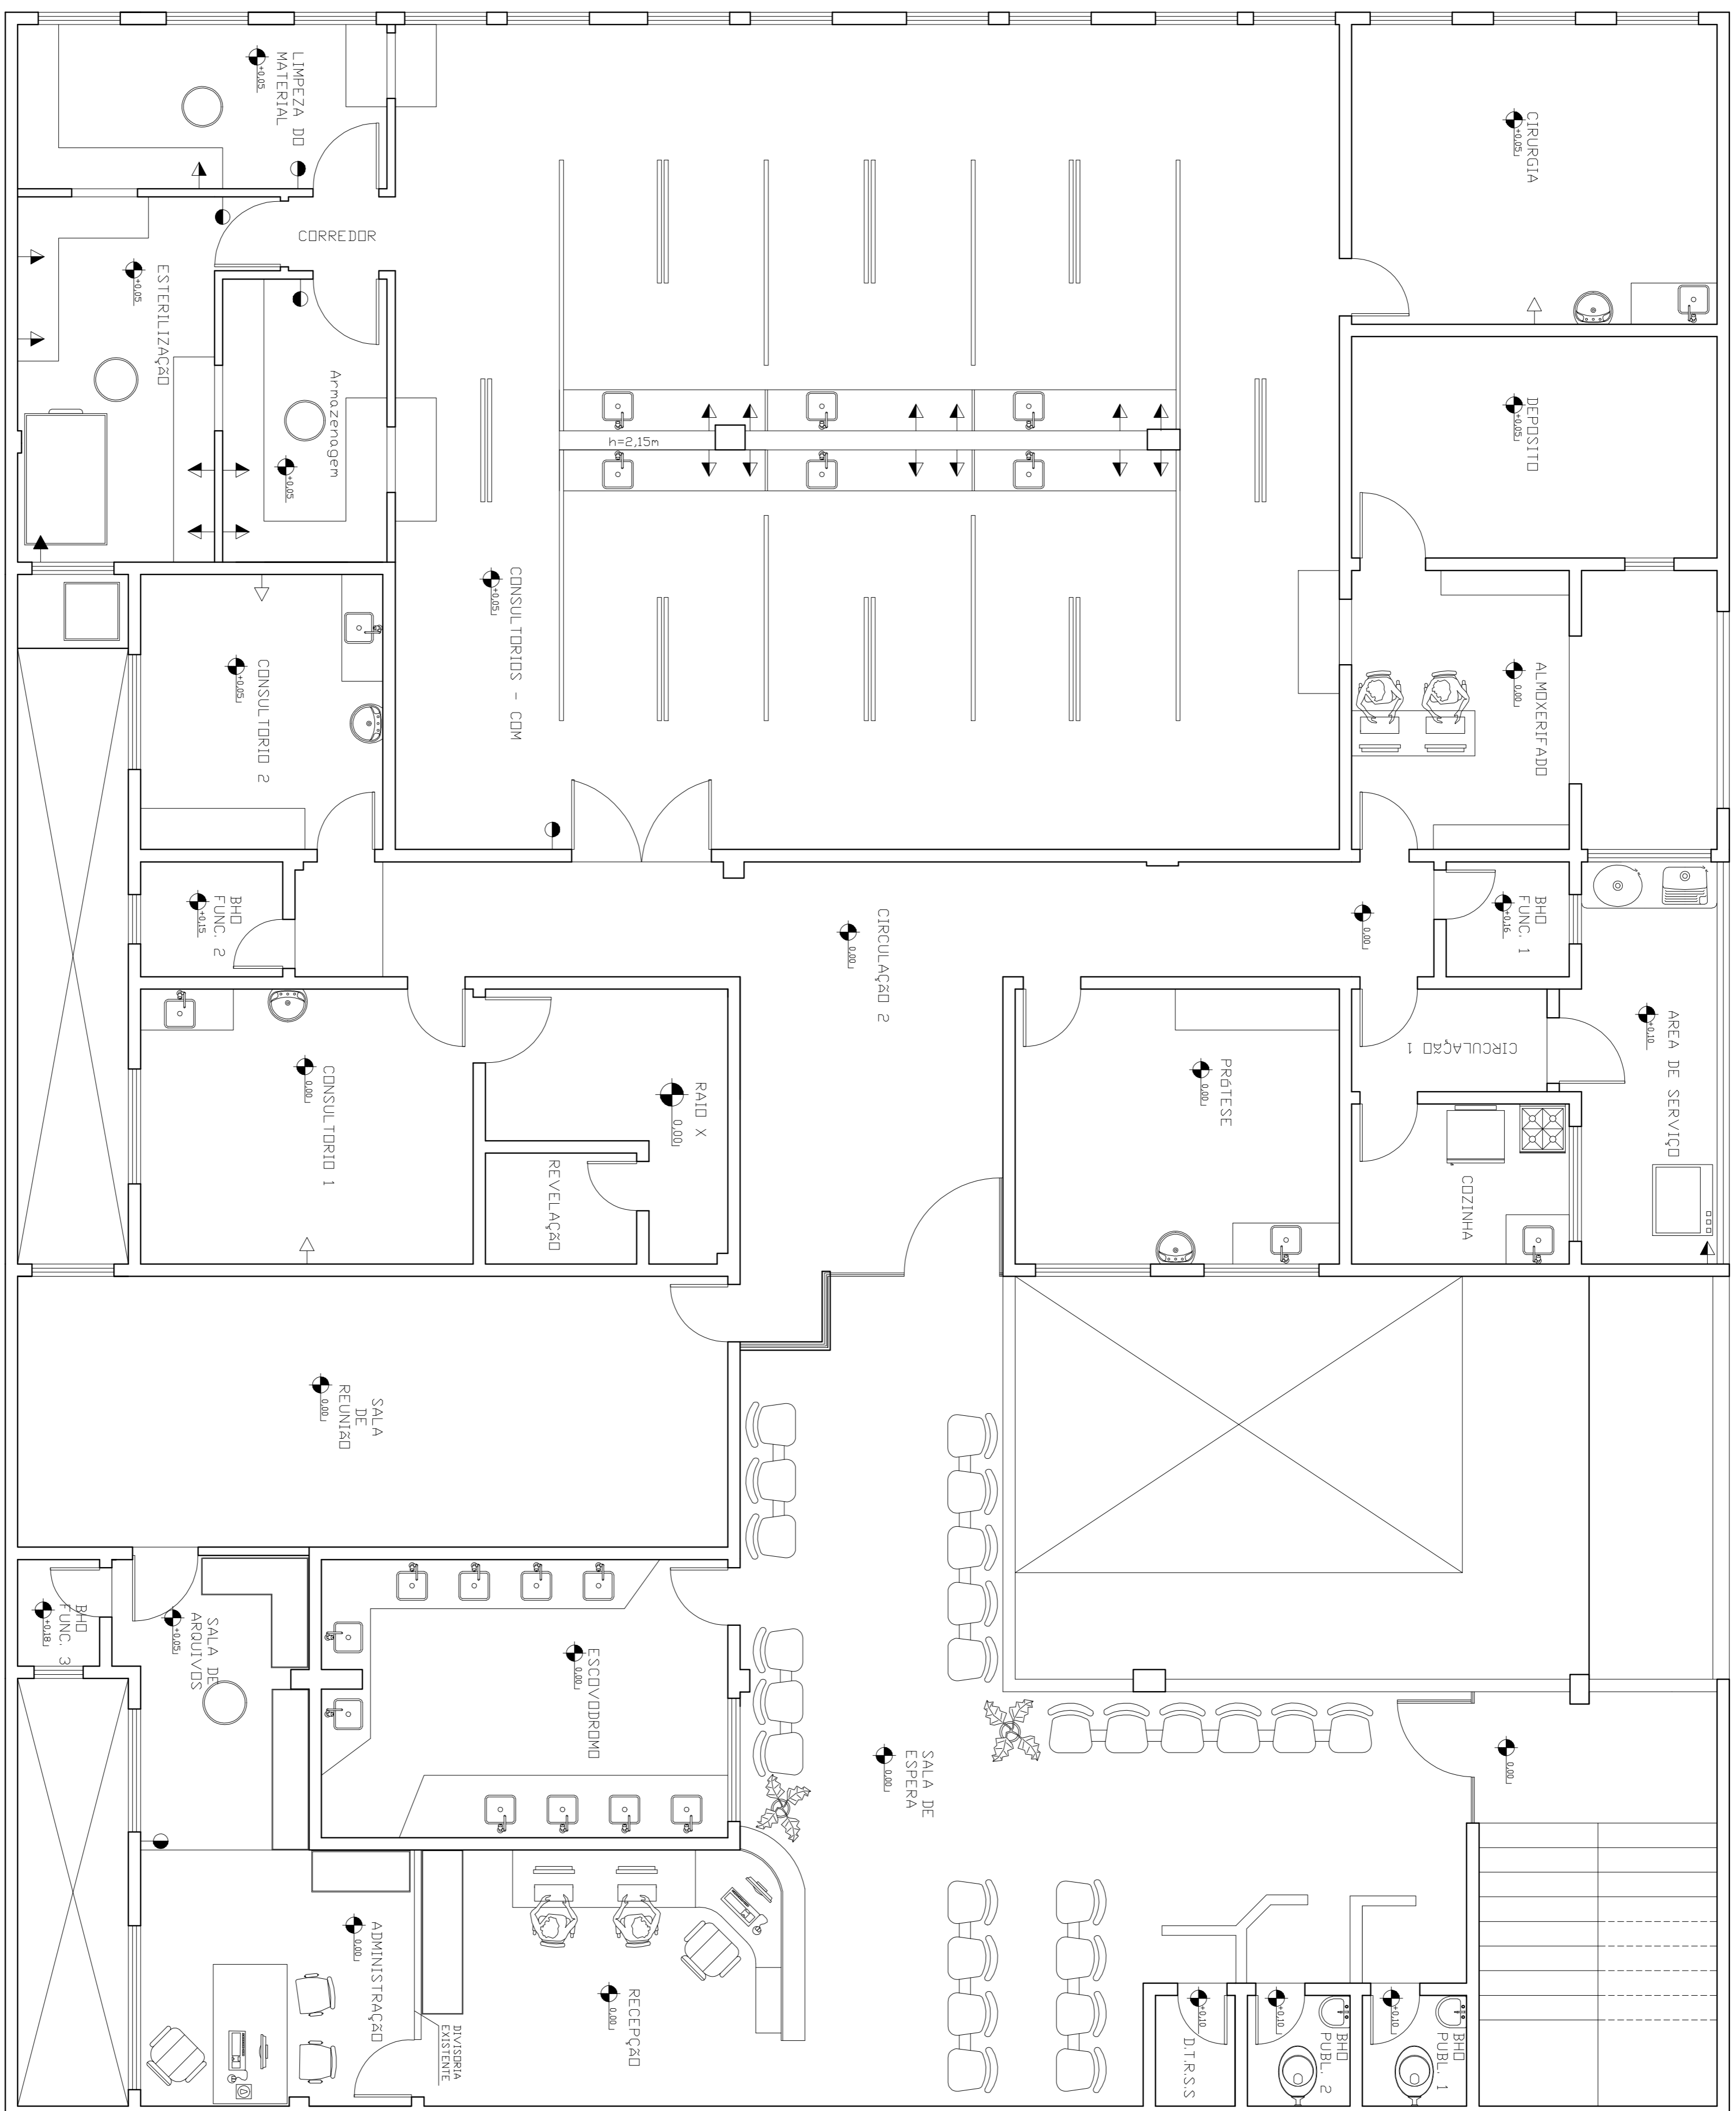 LIMPEZA DO
MATERIAL
+0,05
CIRURGIA
+0,05
CORREDOR
ESTERILIZAÇÃO
+0,05
Armazenagem
+0,05
h=2,15m
DEPOSITO
+0,05
CONSULTORIOS - COM
+0,05
CONSULTORIO 2
+0,05
ALMOXERIFADO
0,00
BHO
FUNC. 2
+0,15
CIRCULAÇÃO 2
0,00
0,00
BHO
FUNC. 1
+0,16
AREA DE SERVIÇO
+0,10
CIRCULAÇÃO 1
CONSULTORIO 1
0,00
RAIO X
0,00
REVELAÇÃO
PRÓTESE
0,00
COZINHA
SALA
DE
REUNIÃO
0,00
BHO
FUNC. 3
+0,18
SALA DE
ARQUIVOS
+0,05
ESCOVODROMO
0,00
SALA DE
ESPERA
0,00
0,00
ADMINISTRAÇÃO
0,00
DIVISORIA
EXISTENTE
RECEPÇÃO
0,00
D.T.R.S.S
+0,10
BHO
PUBL. 2
+0,10
BHO
PUBL. 1
+0,10